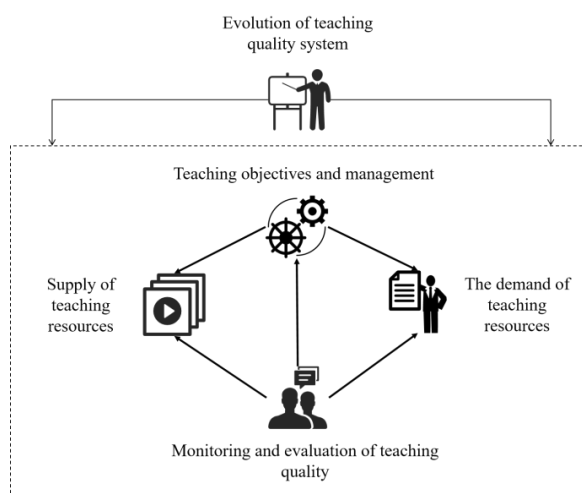 Evolution of teaching
quality system
Teaching objectives and management
Supply of
teaching
resources
The demand of
teaching
resources
Monitoring and evaluation of teaching
quality